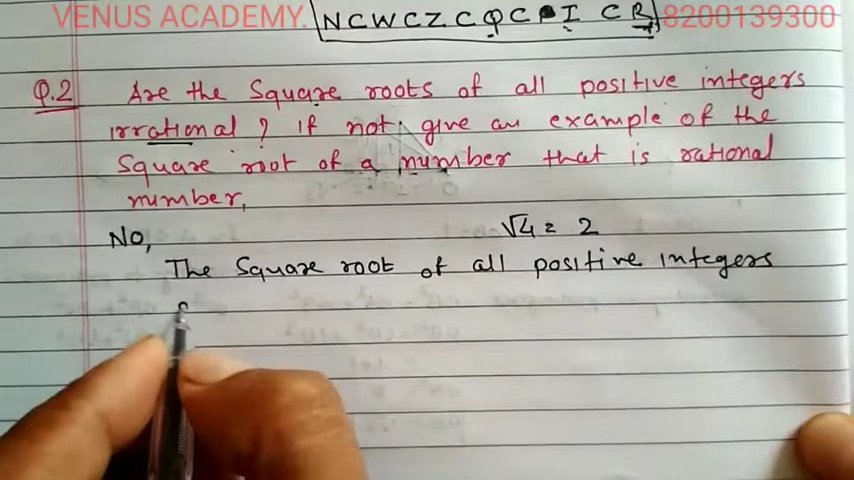 VENUS ACADEMY. NCWCZCQC I CR 8200139300
Q.2 Are the Square roots of all positive integers
irrational ? if not give an example of the
Square root of a number that is rational
number,
No, √4 = 2
The Square root of all positive integers